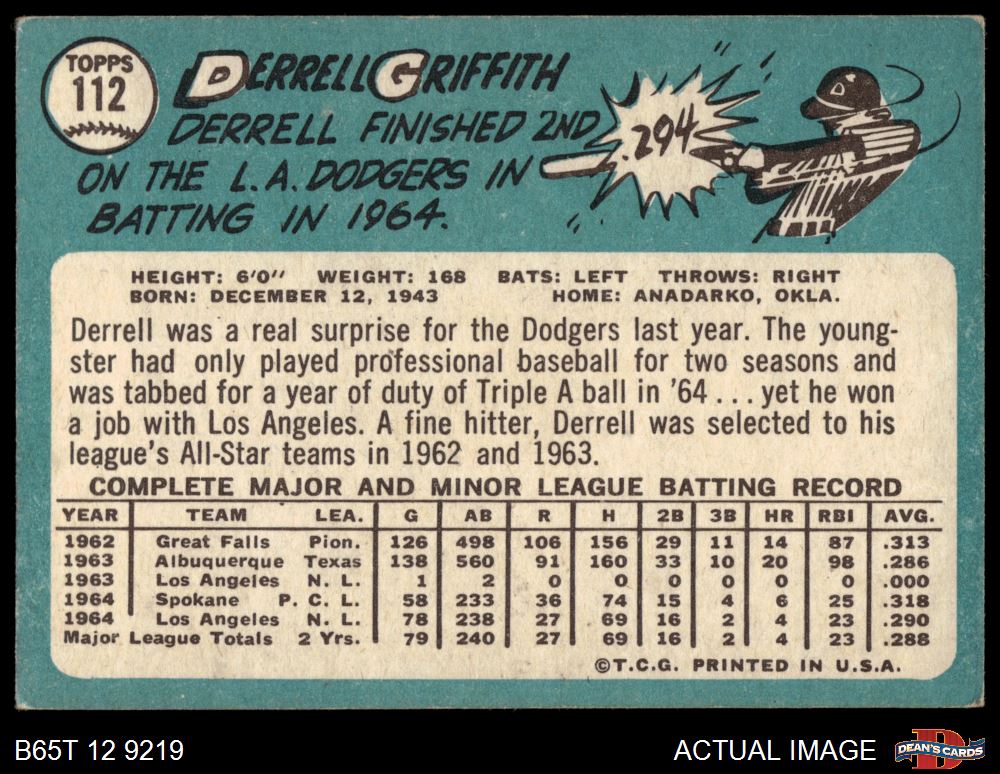 TOPPS
112
DERRELL GRIFFITH
DERRELL FINISHED 2ND
ON THE L.A. DODGERS IN
BATTING IN 1964.
.294
D
HEIGHT: 6'0" WEIGHT: 168 BATS: LEFT THROWS: RIGHT
BORN: DECEMBER 12, 1943 HOME: ANADARKO, OKLA.
Derrell was a real surprise for the Dodgers last year. The young-
ster had only played professional baseball for two seasons and
was tabbed for a year of duty of Triple A ball in '64 . . . yet he won
a job with Los Angeles. A fine hitter, Derrell was selected to his
league's All-Star teams in 1962 and 1963.
COMPLETE MAJOR AND MINOR LEAGUE BATTING RECORD
YEAR TEAM LEA. G AB R H 2B 3B HR RBI AVG.
1962 Great Falls Pion. 126 498 106 156 29 11 14 87 .313
1963 Albuquerque Texas 138 560 91 160 33 10 20 98 .286
1963 Los Angeles N. L. 1 2 0 0 0 0 0 0 .000
1964 Spokane P. C. L. 58 233 36 74 15 4 6 25 .318
1964 Los Angeles N. L. 78 238 27 69 16 2 4 23 .290
Major League Totals 2 Yrs. 79 240 27 69 16 2 4 23 .288
©T.C.G. PRINTED IN U.S.A.
B65T 12 9219
ACTUAL IMAGE
D
DEAN'S CARDS